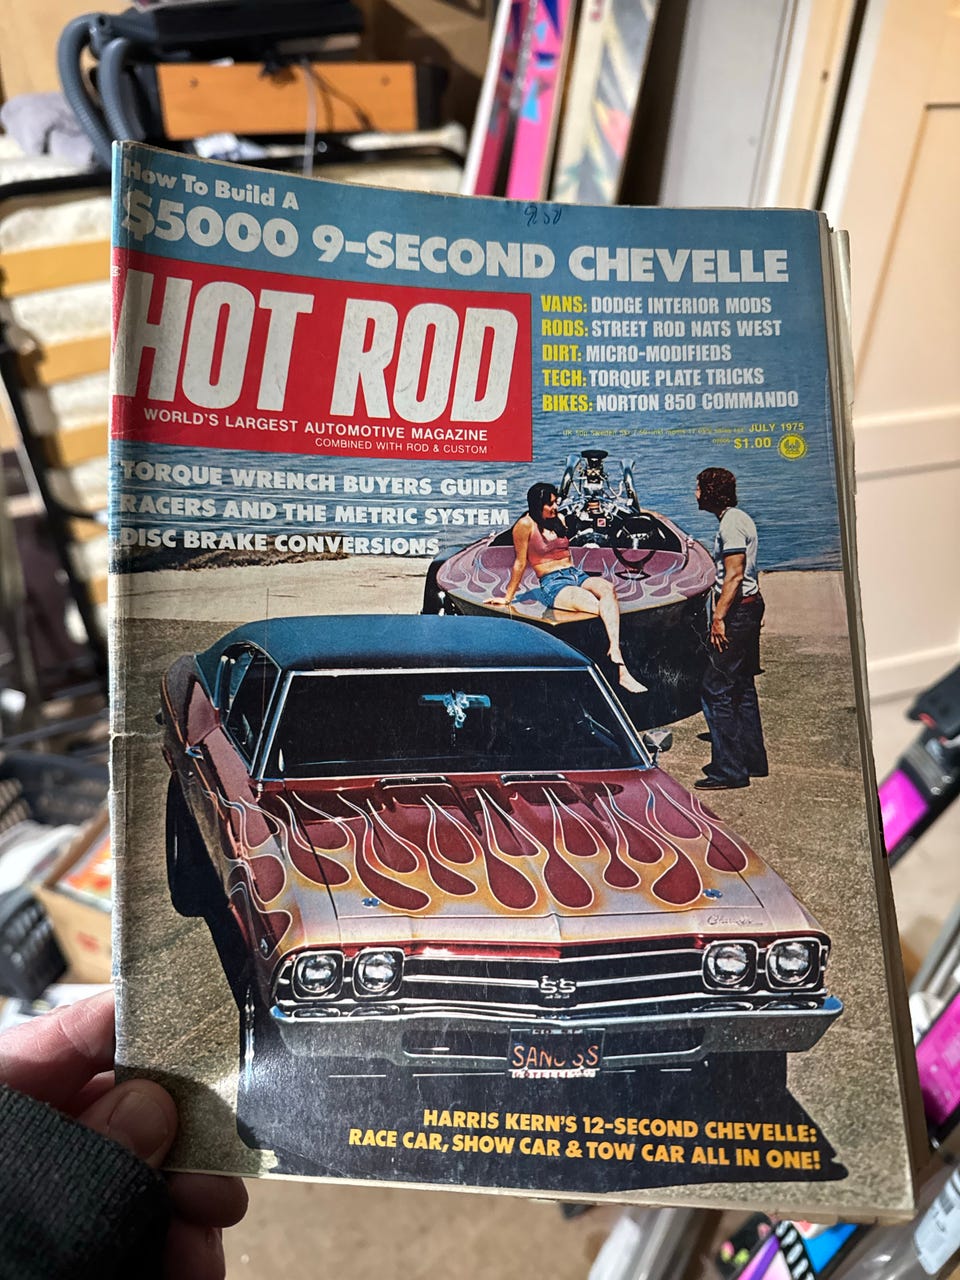 How To Build A
$5000 9-SECOND CHEVELLE
HOT ROD
WORLD'S LARGEST AUTOMOTIVE MAGAZINE
COMBINED WITH ROD & CUSTOM
VANS: DODGE INTERIOR MODS
RODS: STREET ROD NATS WEST
DIRT: MICRO-MODIFIEDS
TECH: TORQUE PLATE TRICKS
BIKES: NORTON 850 COMMANDO
JULY 1975
$1.00
TORQUE WRENCH BUYERS GUIDE
RACERS AND THE METRIC SYSTEM
DISC BRAKE CONVERSIONS
SS
HARRIS KERN'S 12-SECOND CHEVELLE:
RACE CAR, SHOW CAR & TOW CAR ALL IN ONE!